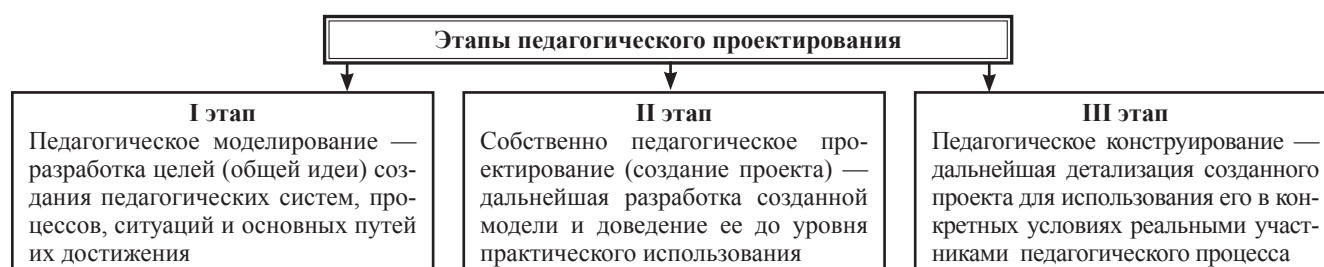 Этапы педагогического проектирования
I этап
Педагогическое моделирование —
разработка целей (общей идеи) соз-
дания педагогических систем, про-
цессов, ситуаций и основных путей
их достижения
II этап
Собственно педагогическое про-
ектирование (создание проекта) —
дальнейшая разработка созданной
модели и доведение ее до уровня
практического использования
III этап
Педагогическое конструирование —
дальнейшая детализация созданного
проекта для использования его в кон-
кретных условиях реальными участ-
никами педагогического процесса